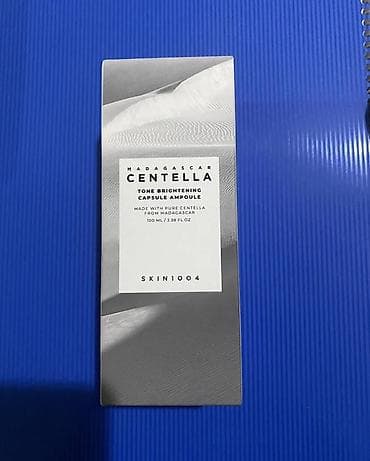 MADAGASCAR
CENTELLA
TONE BRIGHTENING
CAPSULE AMPOULE
MADE WITH PURE CENTELLA
FROM MADAGASCAR
100 ML / 3.38 FL.OZ
SKIN1004